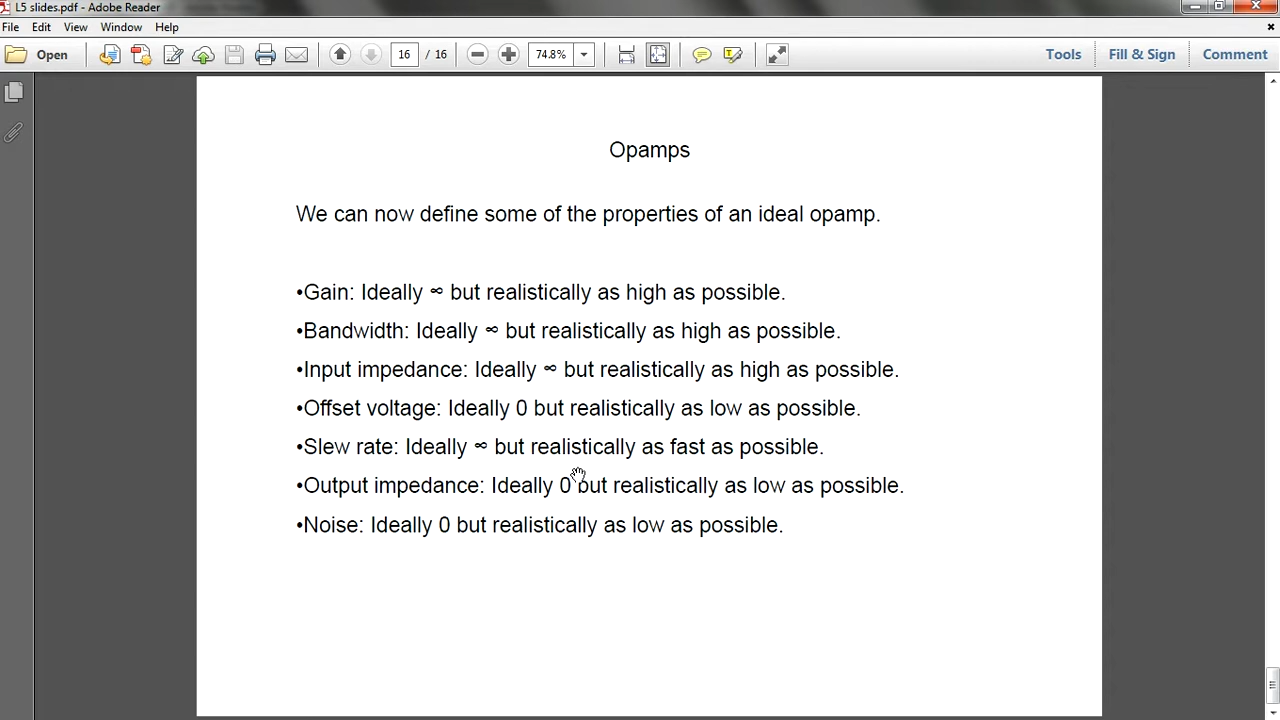 L5 slides.pdf - Adobe Reader
File Edit View Window Help
Open 16 / 16 74.8% Tools Fill & Sign Comment
Opamps
We can now define some of the properties of an ideal opamp.
•Gain: Ideally ∞ but realistically as high as possible.
•Bandwidth: Ideally ∞ but realistically as high as possible.
•Input impedance: Ideally ∞ but realistically as high as possible.
•Offset voltage: Ideally 0 but realistically as low as possible.
•Slew rate: Ideally ∞ but realistically as fast as possible.
•Output impedance: Ideally 0 but realistically as low as possible.
•Noise: Ideally 0 but realistically as low as possible.